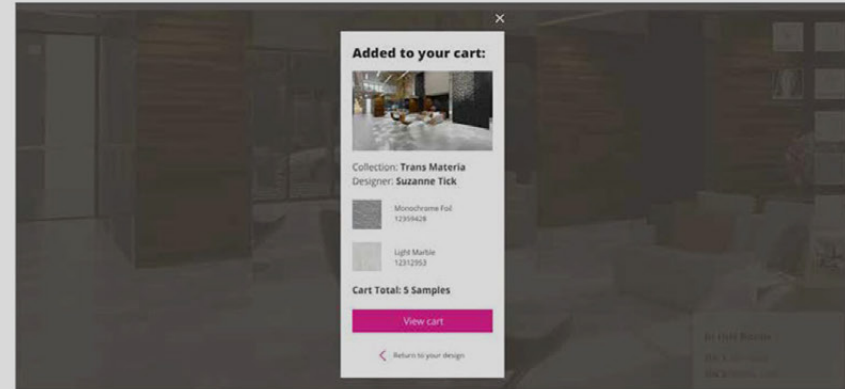 Added to your cart:
Collection: Trans Materia
Designer: Suzanne Tick
Monochrome Foil
12359428
Light Marble
12312953
Cart Total: 5 Samples
View cart
Return to your design